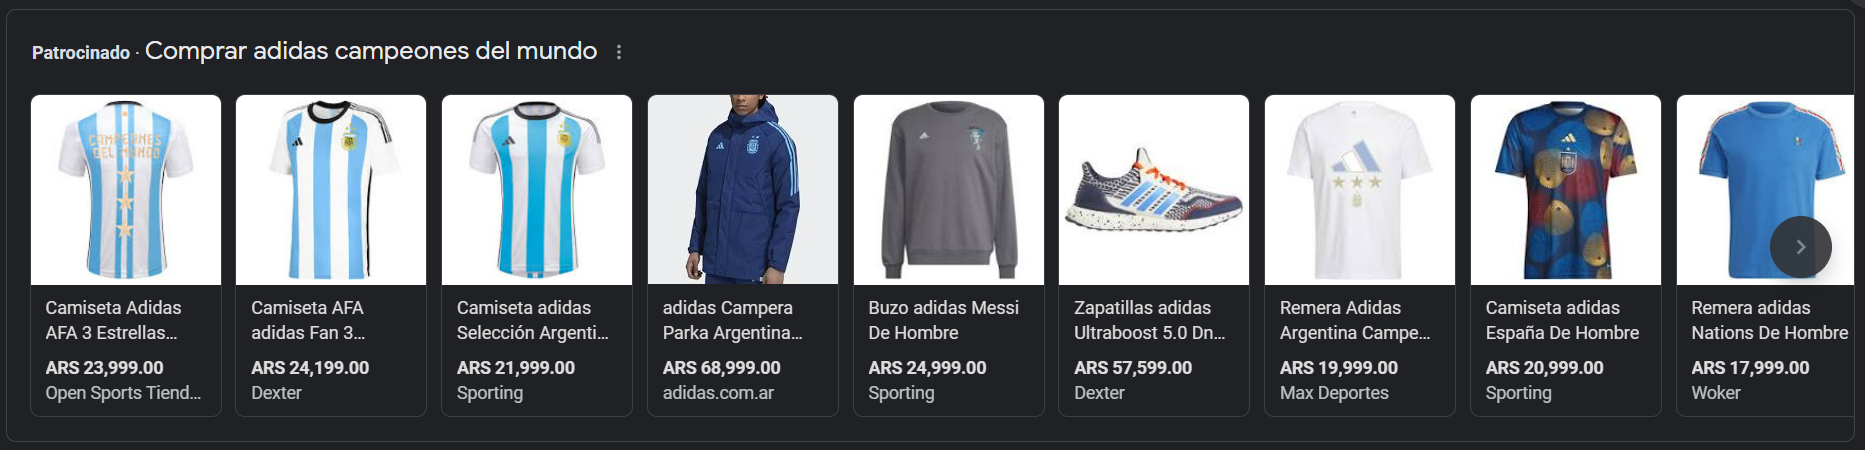 Patrocinado · Comprar adidas campeones del mundo
CAMPEONES
DEL MUNDO
Camiseta Adidas
AFA 3 Estrellas...
ARS 23,999.00
Open Sports Tiend...
Camiseta AFA
adidas Fan 3...
ARS 24,199.00
Dexter
Camiseta adidas
Selección Argenti...
ARS 21,999.00
Sporting
adidas Campera
Parka Argentina...
ARS 68,999.00
adidas.com.ar
Buzo adidas Messi
De Hombre
ARS 24,999.00
Sporting
Zapatillas adidas
Ultraboost 5.0 Dn...
ARS 57,599.00
Dexter
Remera Adidas
Argentina Campe...
ARS 19,999.00
Max Deportes
Camiseta adidas
España De Hombre
ARS 20,999.00
Sporting
Remera adidas
Nations De Hombre
ARS 17,999.00
Woker